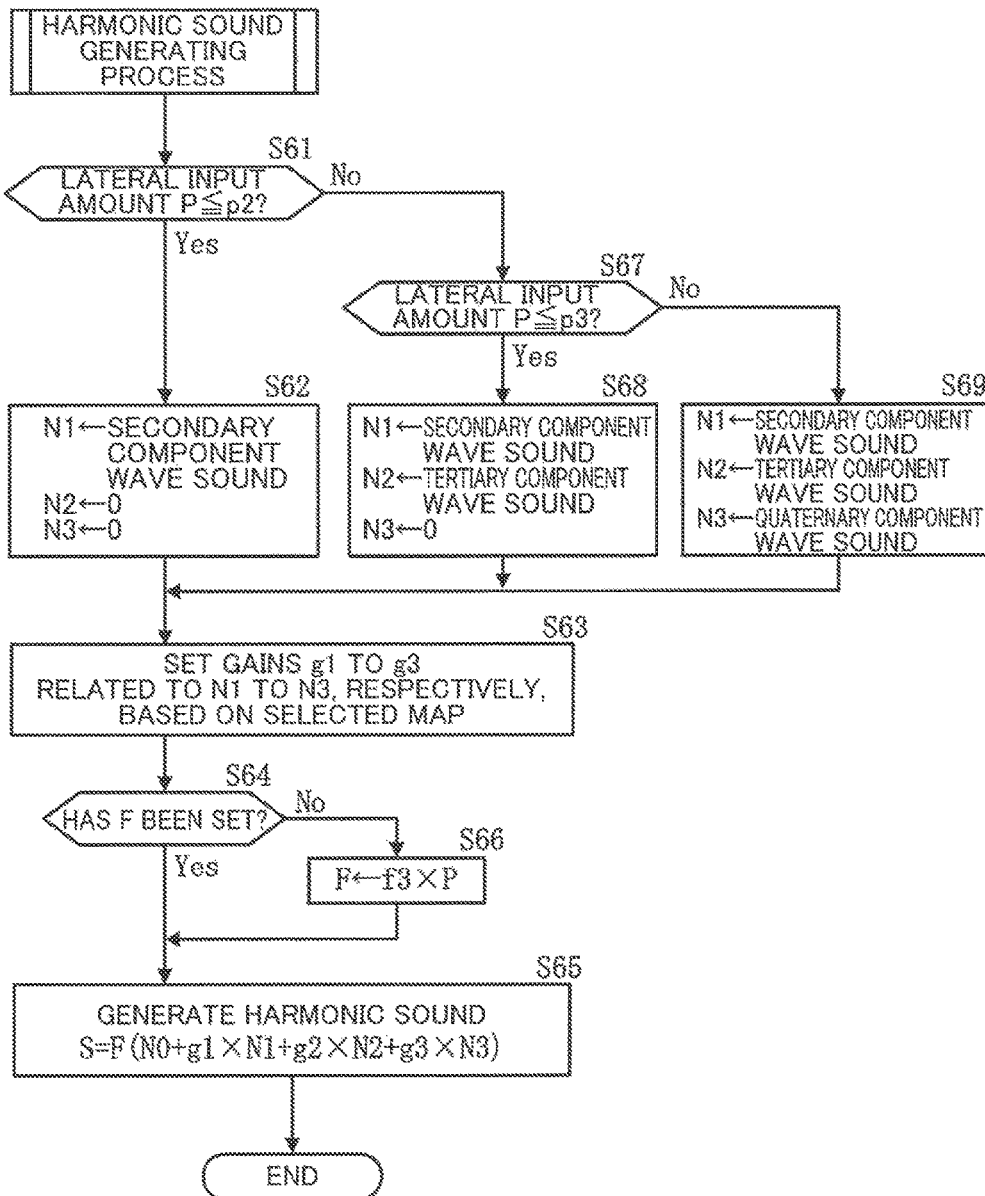 HARMONIC SOUND
GENERATING
PROCESS
S61
LATERAL INPUT
AMOUNT P≦p2?
No
Yes
S67
LATERAL INPUT
AMOUNT P≦p3?
No
Yes
S62
N1←SECONDARY
COMPONENT
WAVE SOUND
N2←0
N3←0
S68
N1←SECONDARY COMPONENT
WAVE SOUND
N2←TERTIARY COMPONENT
WAVE SOUND
N3←0
S69
N1←SECONDARY COMPONENT
WAVE SOUND
N2←TERTIARY COMPONENT
WAVE SOUND
N3←QUATERNARY COMPONENT
WAVE SOUND
S63
SET GAINS g1 TO g3
RELATED TO N1 TO N3, RESPECTIVELY,
BASED ON SELECTED MAP
S64
HAS F BEEN SET?
No
Yes
S66
F←f3×P
S65
GENERATE HARMONIC SOUND
S=F(N0+g1×N1+g2×N2+g3×N3)
END